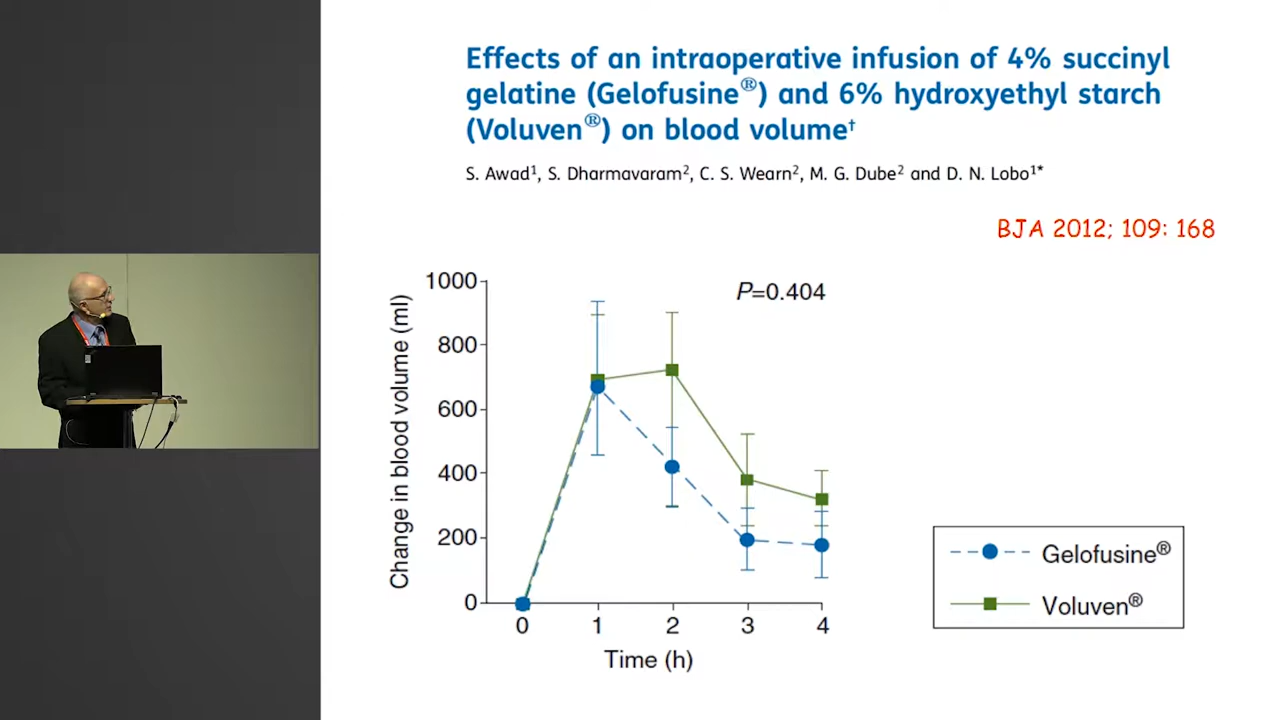 Effects of an intraoperative infusion of 4% succinyl
gelatine (Gelofusine®) and 6% hydroxyethyl starch
(Voluven®) on blood volume†
S. Awad1, S. Dharmavaram2, C. S. Wearn2, M. G. Dube2 and D. N. Lobo1*
BJA 2012; 109: 168
P=0.404
Change in blood volume (ml)
1000
800
600
400
200
0
0 1 2 3 4
Time (h)
Gelofusine®
Voluven®